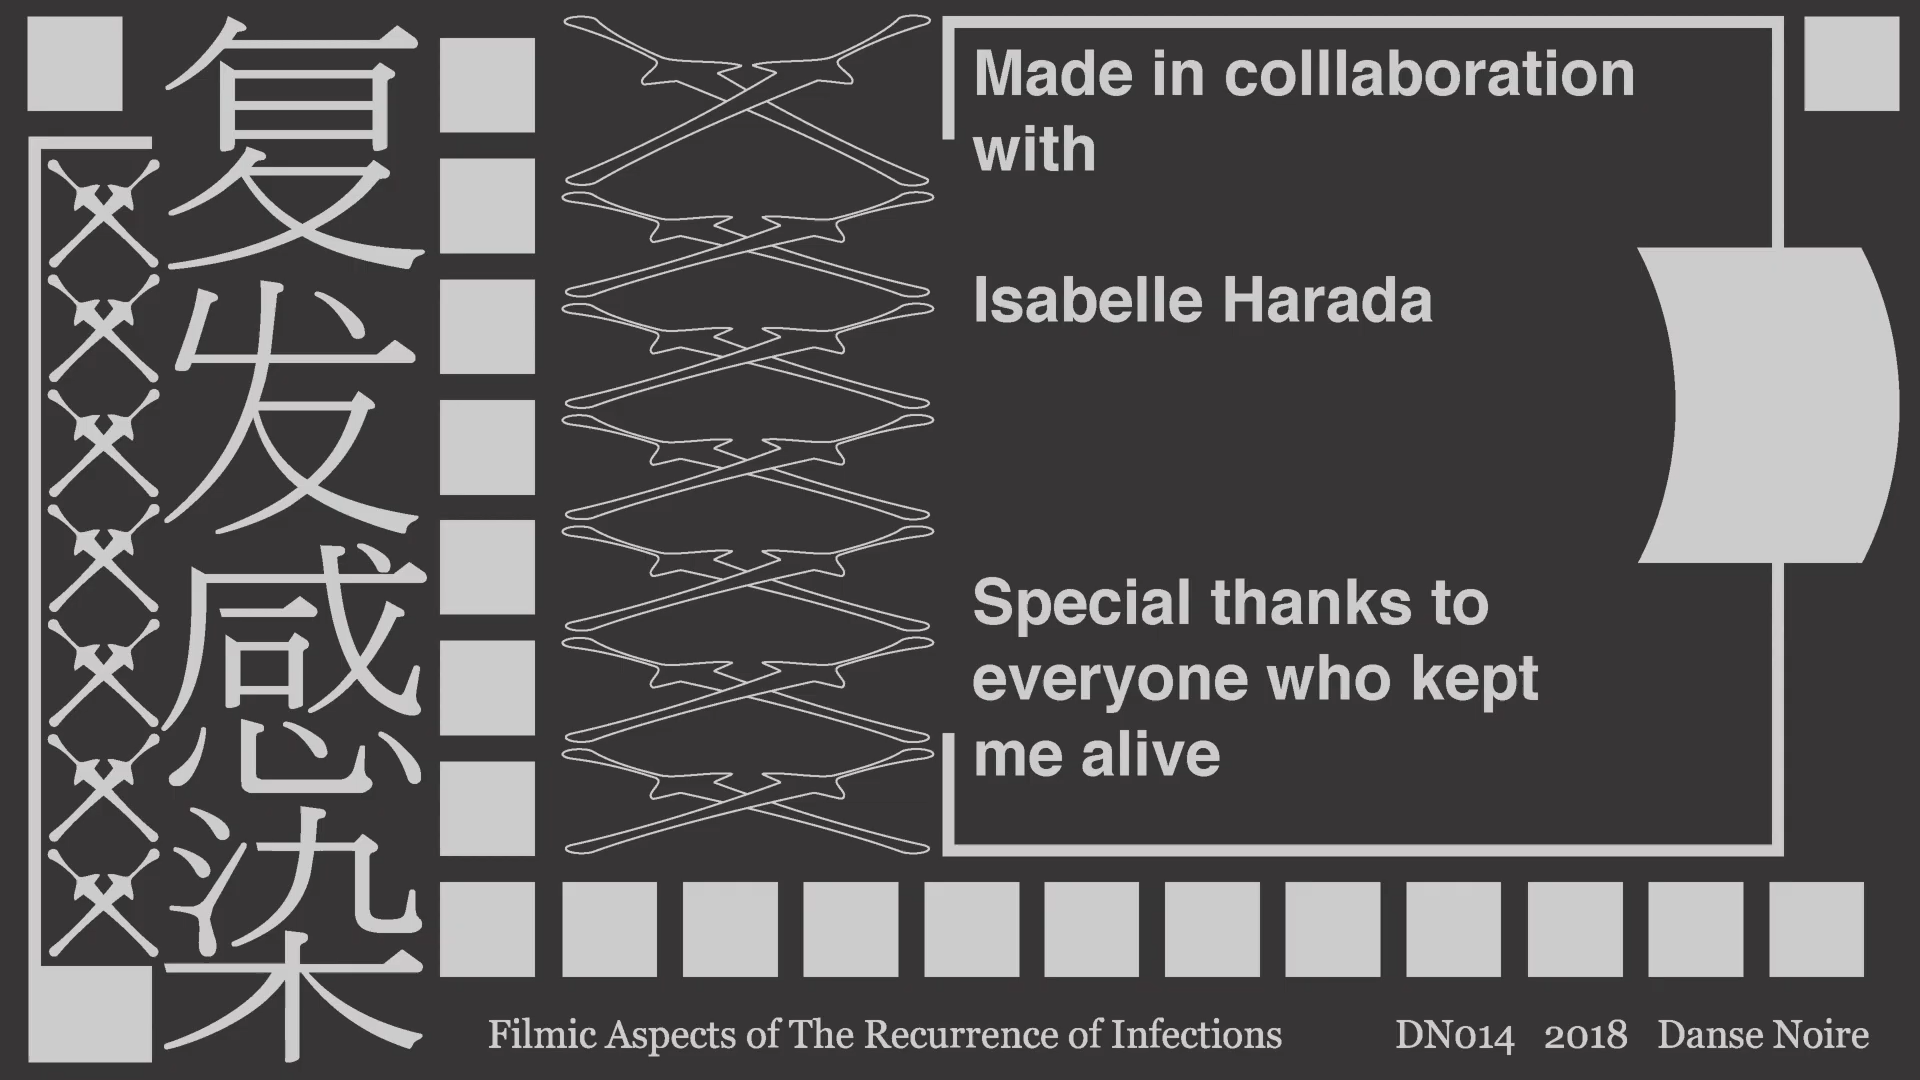 复发感染
Made in colllaboration
with
Isabelle Harada
Special thanks to
everyone who kept
me alive
Filmic Aspects of The Recurrence of Infections DN014 2018 Danse Noire